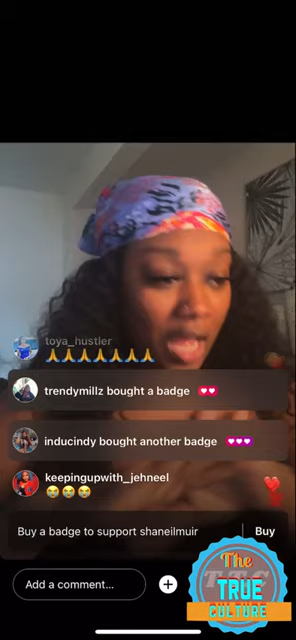 toya_hustler
🙏🙏🙏🙏🙏🙏🙏
trendymillz bought a badge
inducindy bought another badge
keepingupwith_jehneel
😭😭😭
Buy a badge to support shaneilmuir
Buy
Add a comment...
The
TRUE
CULTURE